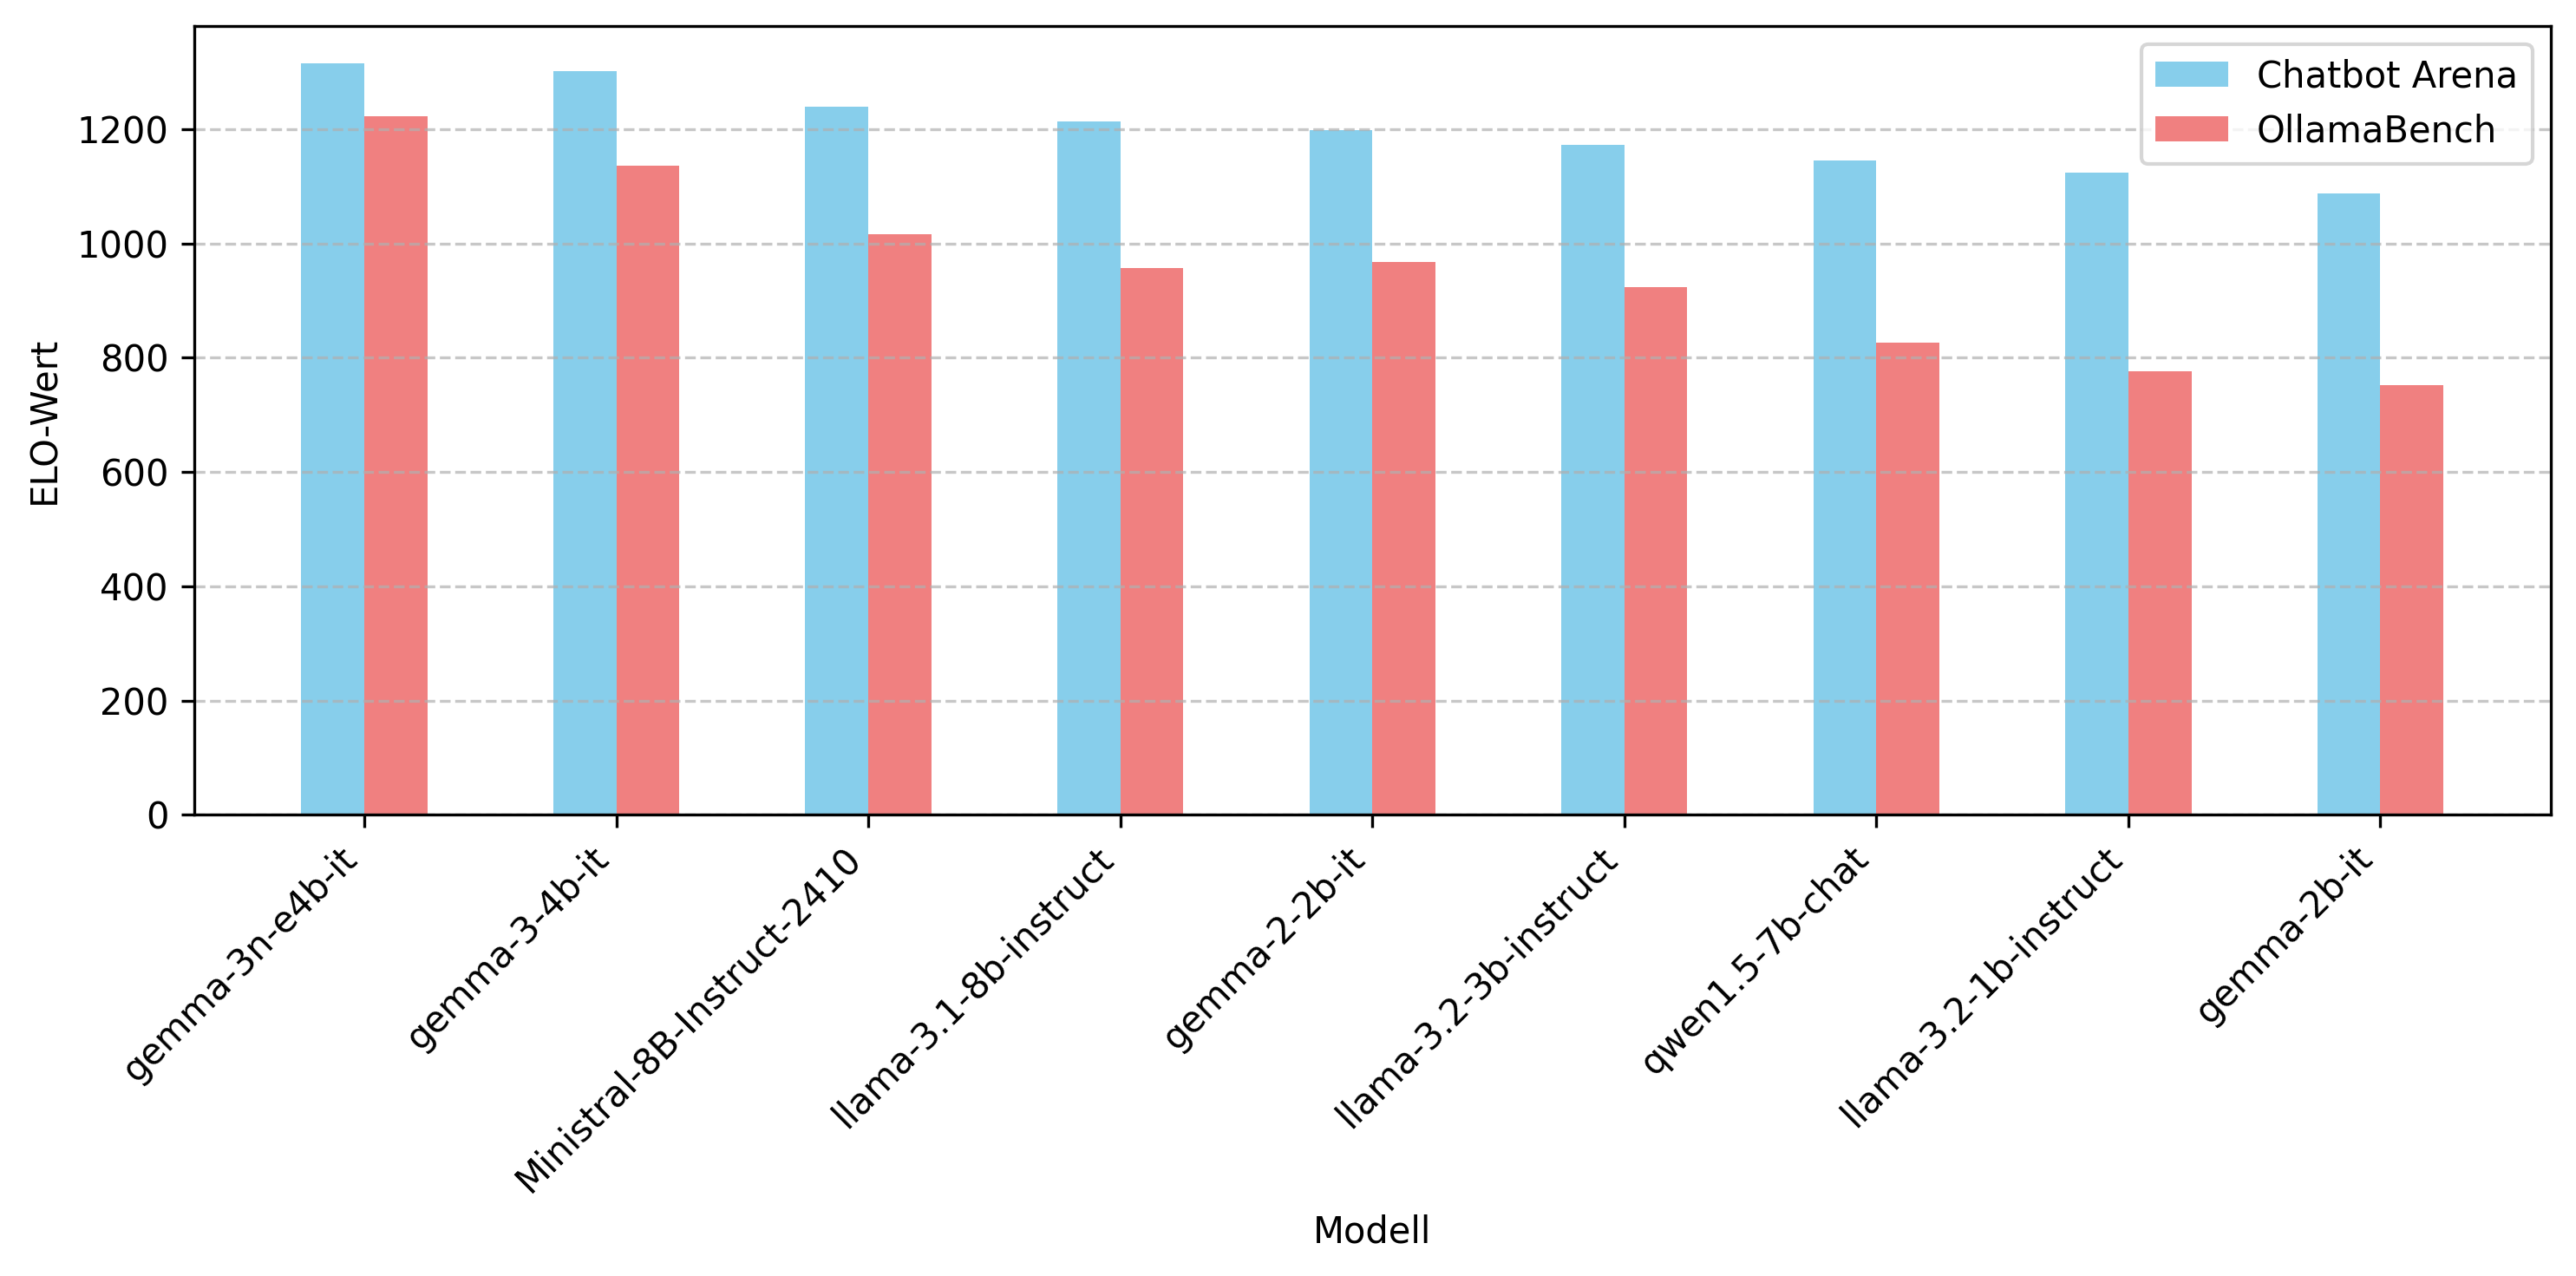 Chatbot Arena
OllamaBench
ELO-Wert
1200
1000
800
600
400
200
0
gemma-3n-e4b-it
gemma-3-4b-it
Ministral-8B-Instruct-2410
llama-3.1-8b-instruct
gemma-2-2b-it
llama-3.2-3b-instruct
qwen1.5-7b-chat
llama-3.2-1b-instruct
gemma-2b-it
Modell